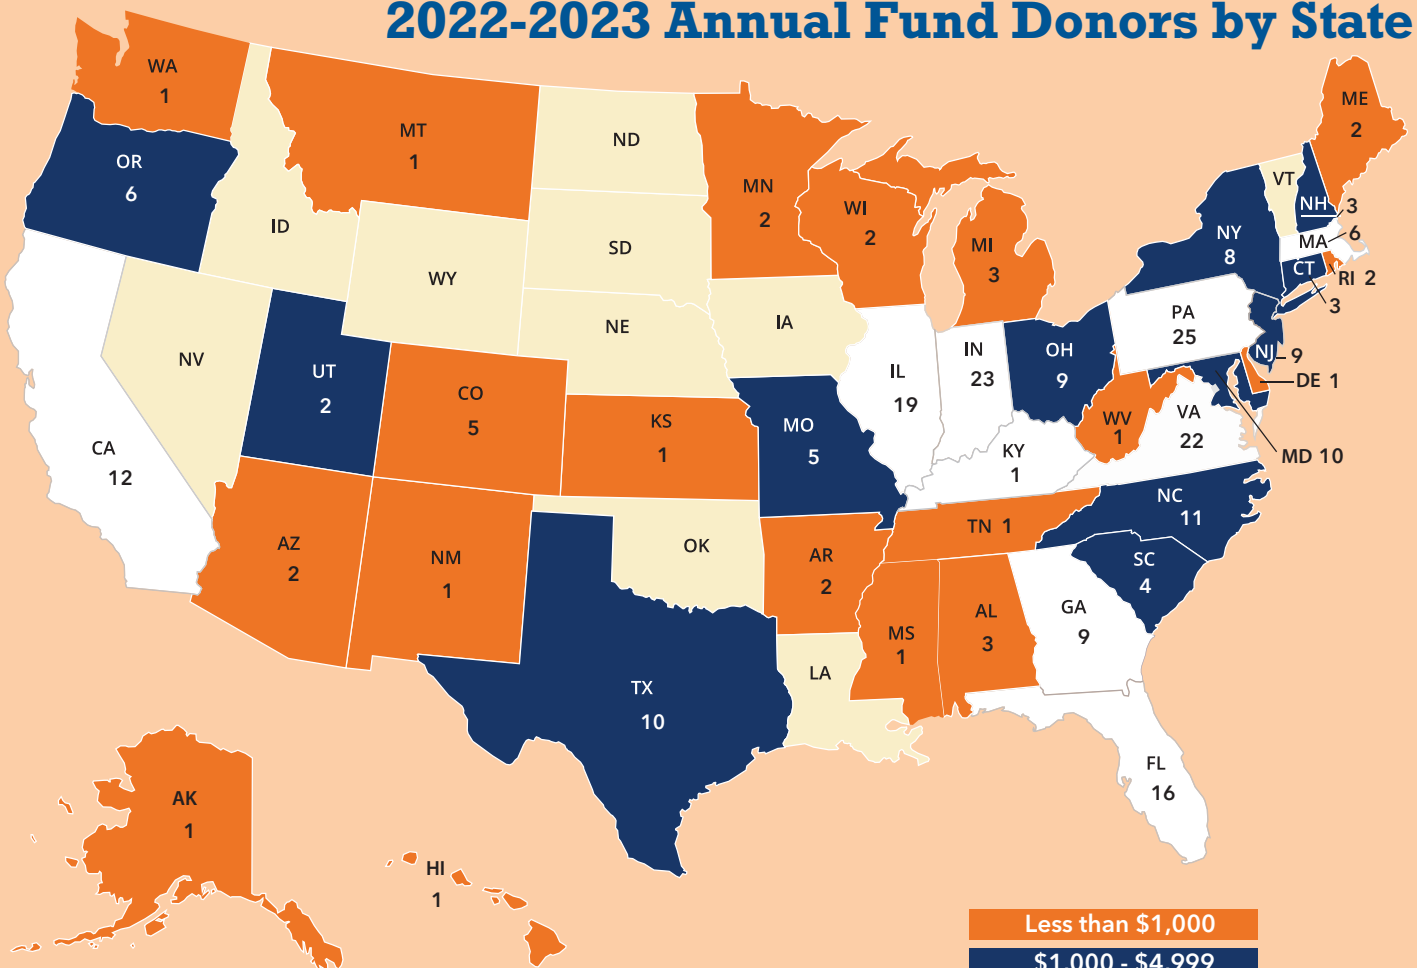 2022-2023 Annual Fund Donors by State
WA
1
OR
6
MT
1
ID
ND
MN
2
WI
2
MI
3
ME
2
VT
NH
3
NY
8
MA
6
CT
3
RI 2
WY
SD
NE
IA
NV
UT
2
CO
5
CA
12
KS
1
MO
5
IL
19
IN
23
OH
9
PA
25
NJ
9
DE 1
MD 10
WV
1
VA
22
KY
1
NC
11
TN 1
SC
4
AZ
2
NM
1
OK
AR
2
MS
1
AL
3
GA
9
LA
TX
10
FL
16
AK
1
HI
1
Less than $1,000
$1,000 - $4,999